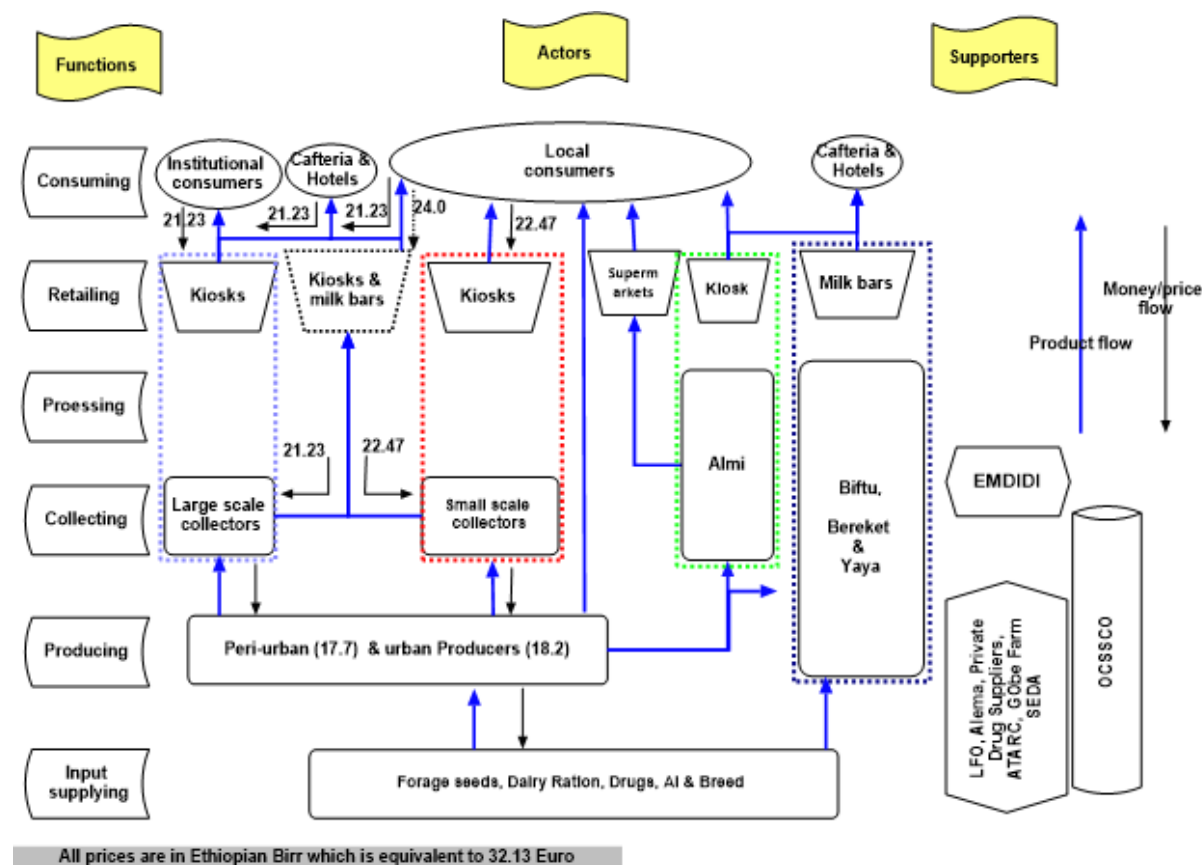 Functions
Actors
Supporters
Consuming
Institutional
consumers
Cafteria &
Hotels
Local
consumers
Cafteria &
Hotels
21.23
21.23
21.23
24.0
22.47
Retailing
Kiosks
Kiosks &
milk bars
Kiosks
Superm
arkets
Kiosk
Milk bars
Money/price
flow
Product flow
Proessing
21.23
22.47
Almi
Biftu,
Bereket
&
Yaya
EMDIDI
Collecting
Large scale
collectors
Small scale
collectors
Producing
Peri-urban (17.7) & urban Producers (18.2)
LFO, Alema, Private
Drug Suppliers,
ATARC, GObe Farm
SEDA
OCSSCO
Input
supplying
Forage seeds, Dairy Ration, Drugs, AI & Breed
All prices are in Ethiopian Birr which is equivalent to 32.13 Euro